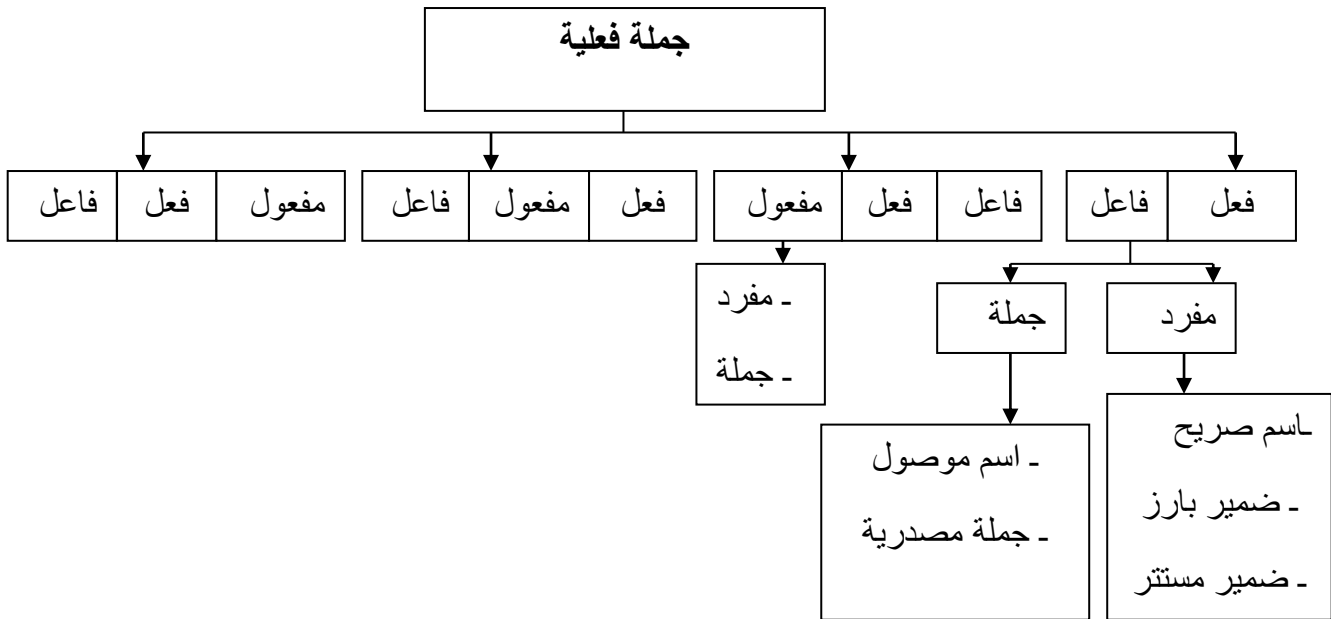 جملة فعلية
فعل فاعل
فاعل فعل مفعول
فعل مفعول فاعل
مفعول فعل فاعل
مفرد
جملة
- مفرد
- جملة
-اسم صريح
- ضمير بارز
- ضمير مستتر
- اسم موصول
- جملة مصدرية